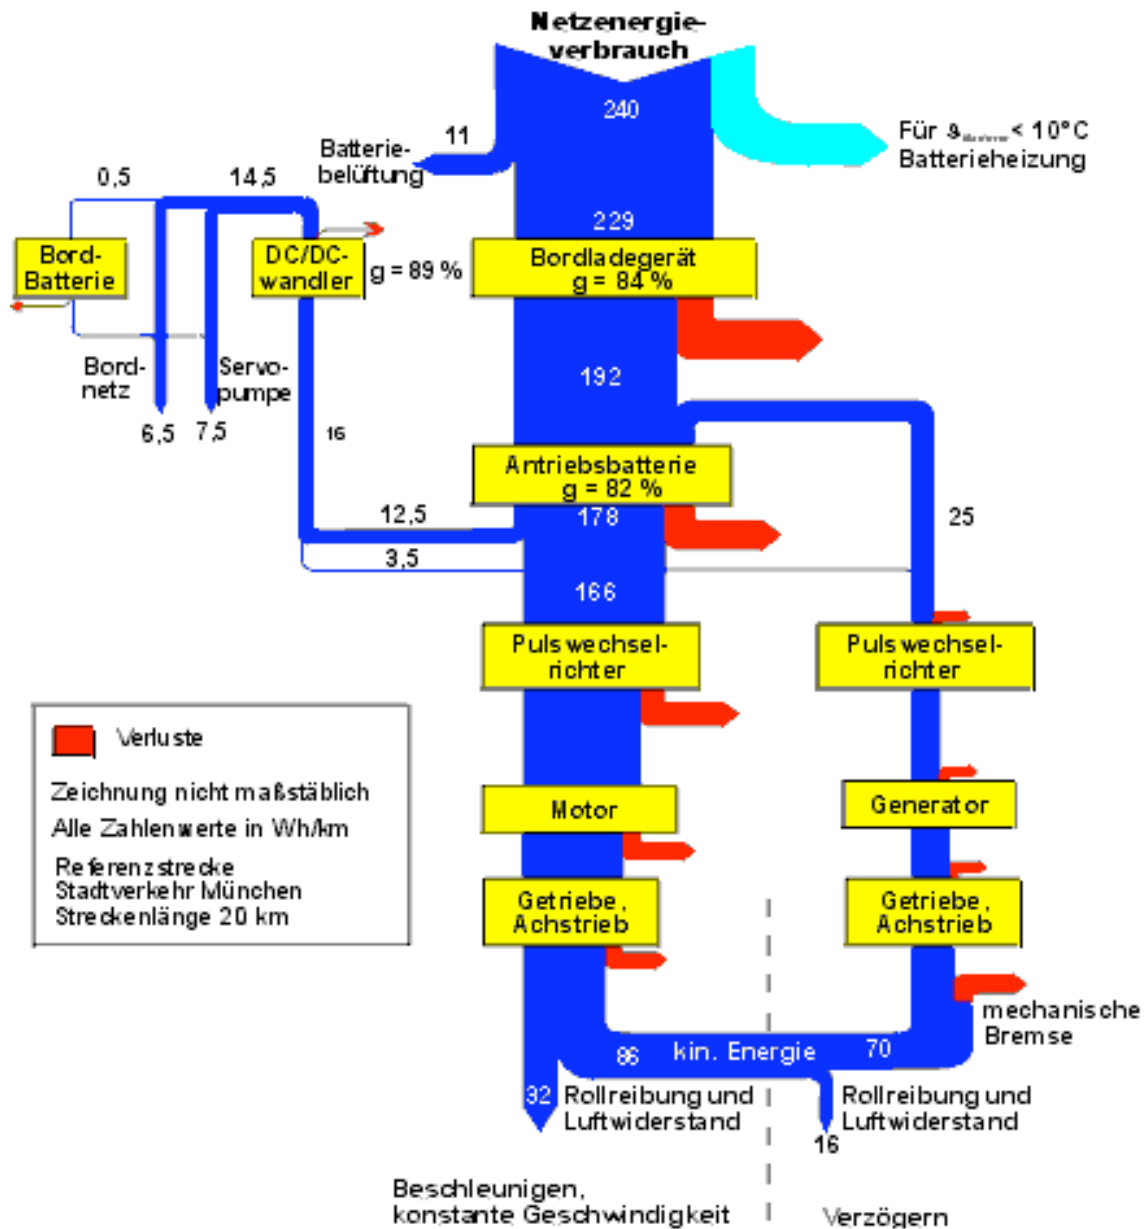 Netzenergie-
verbrauch
240
11
Batterie-
belüftung
Für ϑ < 10°C
Batterieheizung
0,5
14,5
229
Bord-
Batterie
DC/DC-
wandler
g = 89 %
Bordladegerät
g = 84 %
192
Bord-
netz
Servo-
pumpe
6,5
7,5
16
Antriebsbatterie
g = 82 %
178
12,5
25
3,5
166
Pulswechsel-
richter
Pulswechsel-
richter
Verluste
Zeichnung nicht maßstäblich
Alle Zahlenwerte in Wh/km
Referenzstrecke
Stadtverkehr München
Streckenlänge 20 km
Motor
Generator
Getriebe,
Achstrieb
Getriebe,
Achstrieb
mechanische
Bremse
86
kin. Energie
70
Rollreibung und
Luftwiderstand
Rollreibung und
Luftwiderstand
16
Beschleunigen,
konstante Geschwindigkeit
Verzögern